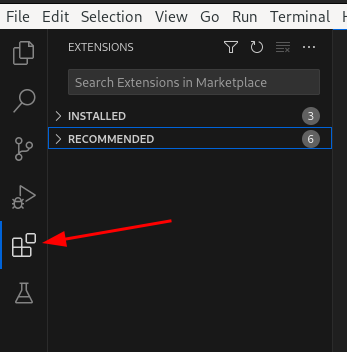 File Edit Selection View Go Run Terminal
EXTENSIONS
Search Extensions in Marketplace
INSTALLED 3
RECOMMENDED 6